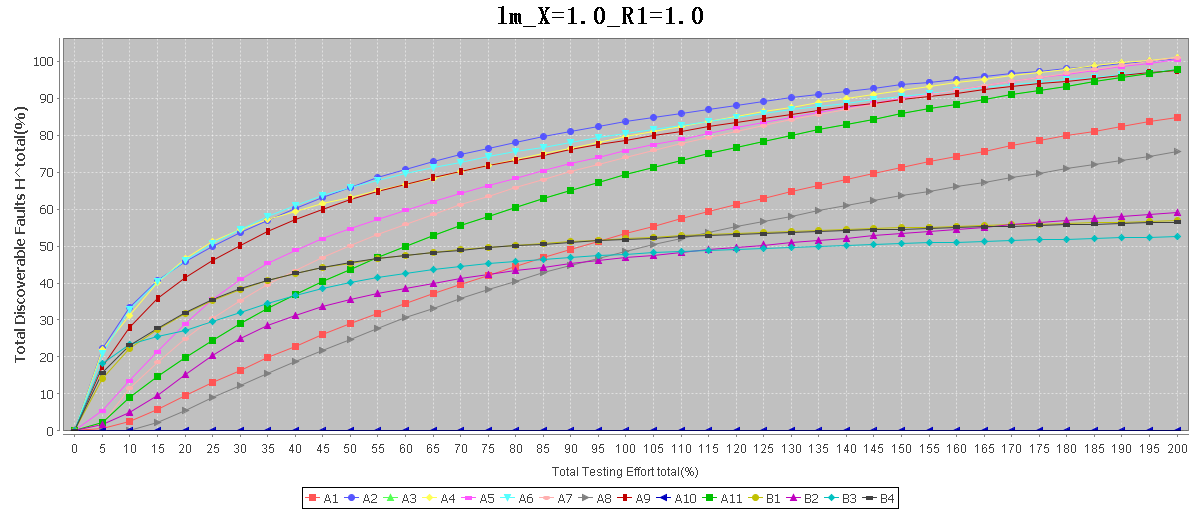 lm_X=1.0_R1=1.0
Total Discoverable Faults H^total(%)
100
90
80
70
60
50
40
30
20
10
0
0 5 10 15 20 25 30 35 40 45 50 55 60 65 70 75 80 85 90 95 100 105 110 115 120 125 130 135 140 145 150 155 160 165 170 175 180 185 190 195 200
Total Testing Effort total(%)
A1 A2 A3 A4 A5 A6 A7 A8 A9 A10 A11 B1 B2 B3 B4